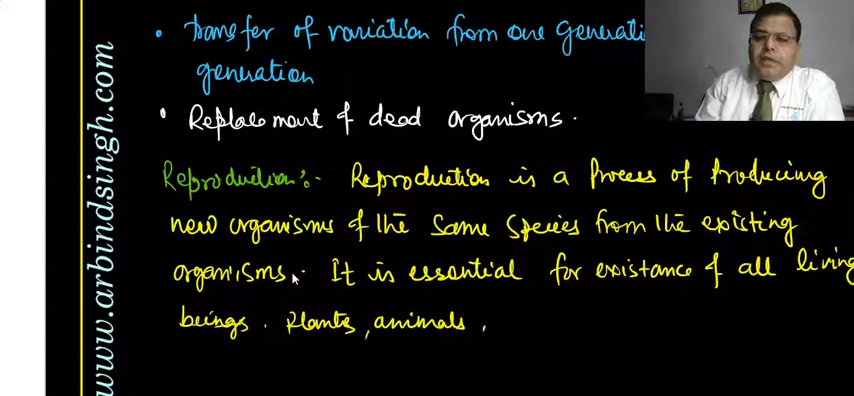 • transfer of variation from one generati
generation
• Replacement of dead organisms.
Reproduction:- Reproduction is a process of producing
new organisms of the same species from the existing
organisms. It is essential for existance of all living
beings. Plants, animals,
www.arbindsingh.com